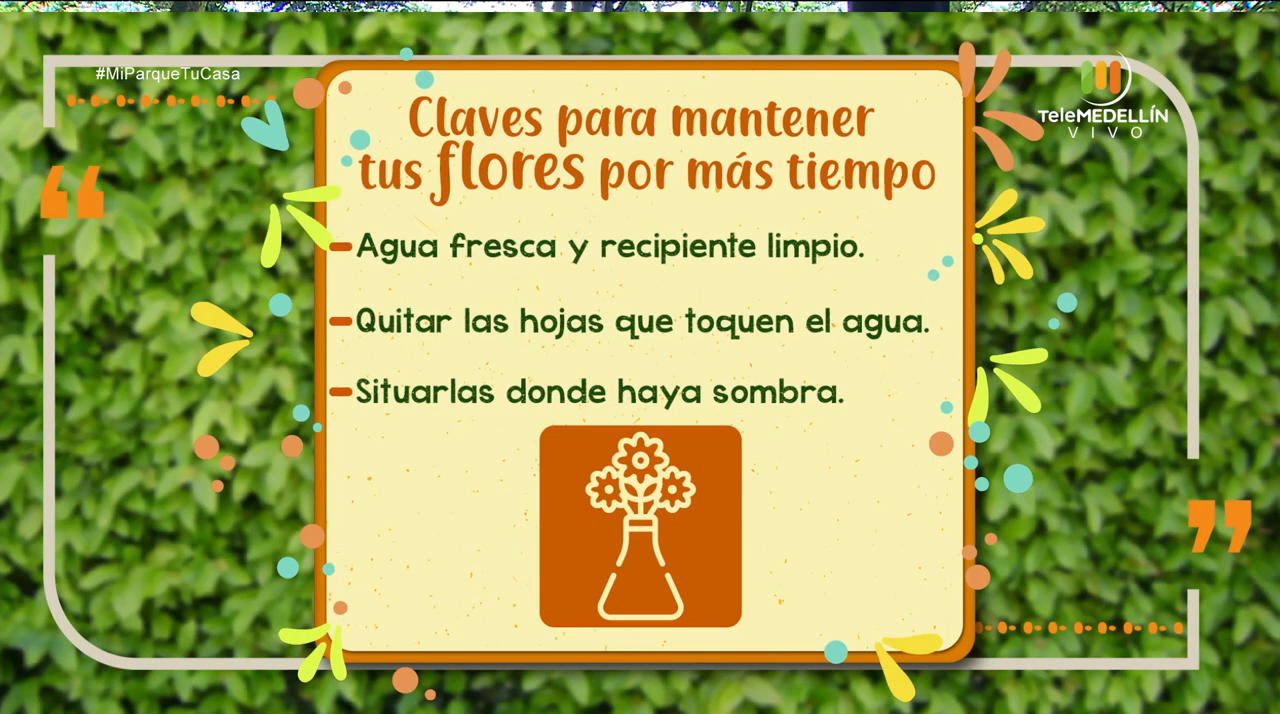 #MiParqueTuCasa
TeleMEDELLÍN
VIVO
Claves para mantener
tus flores por más tiempo
Agua fresca y recipiente limpio.
Quitar las hojas que toquen el agua.
Situarlas donde haya sombra.